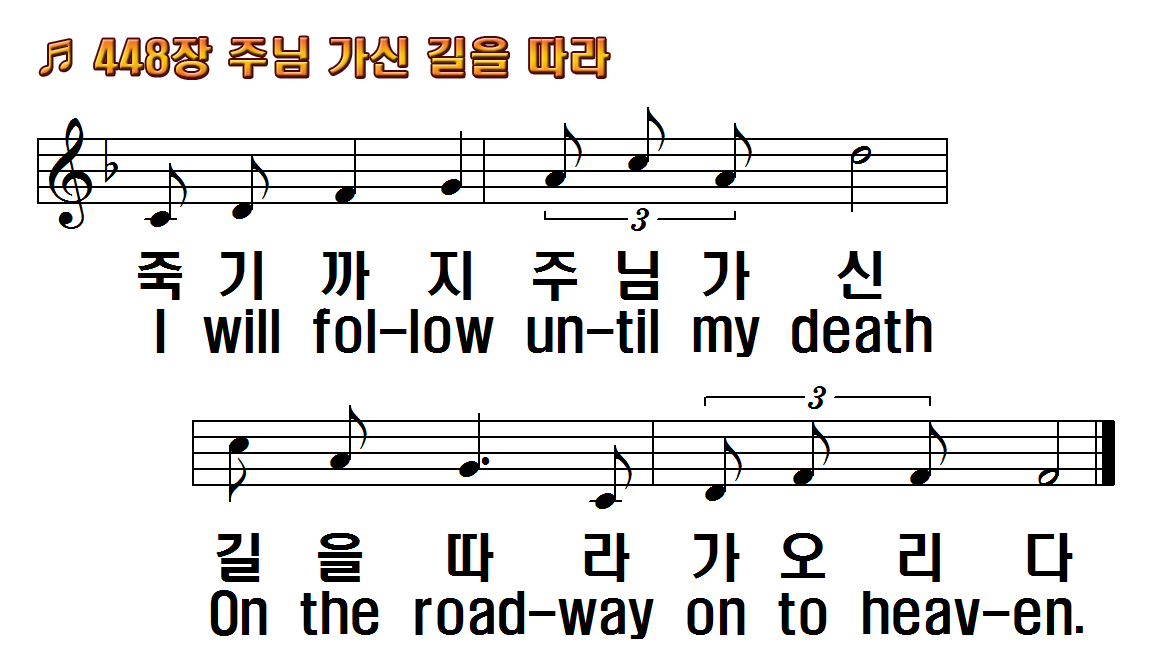 448장 주님 가신 길을 따라
3
죽 기 까 지 주 님 가 신
I will fol-low un-til my death
3
길 을 따 라 가 오 리 다
On the road-way on to heav-en.